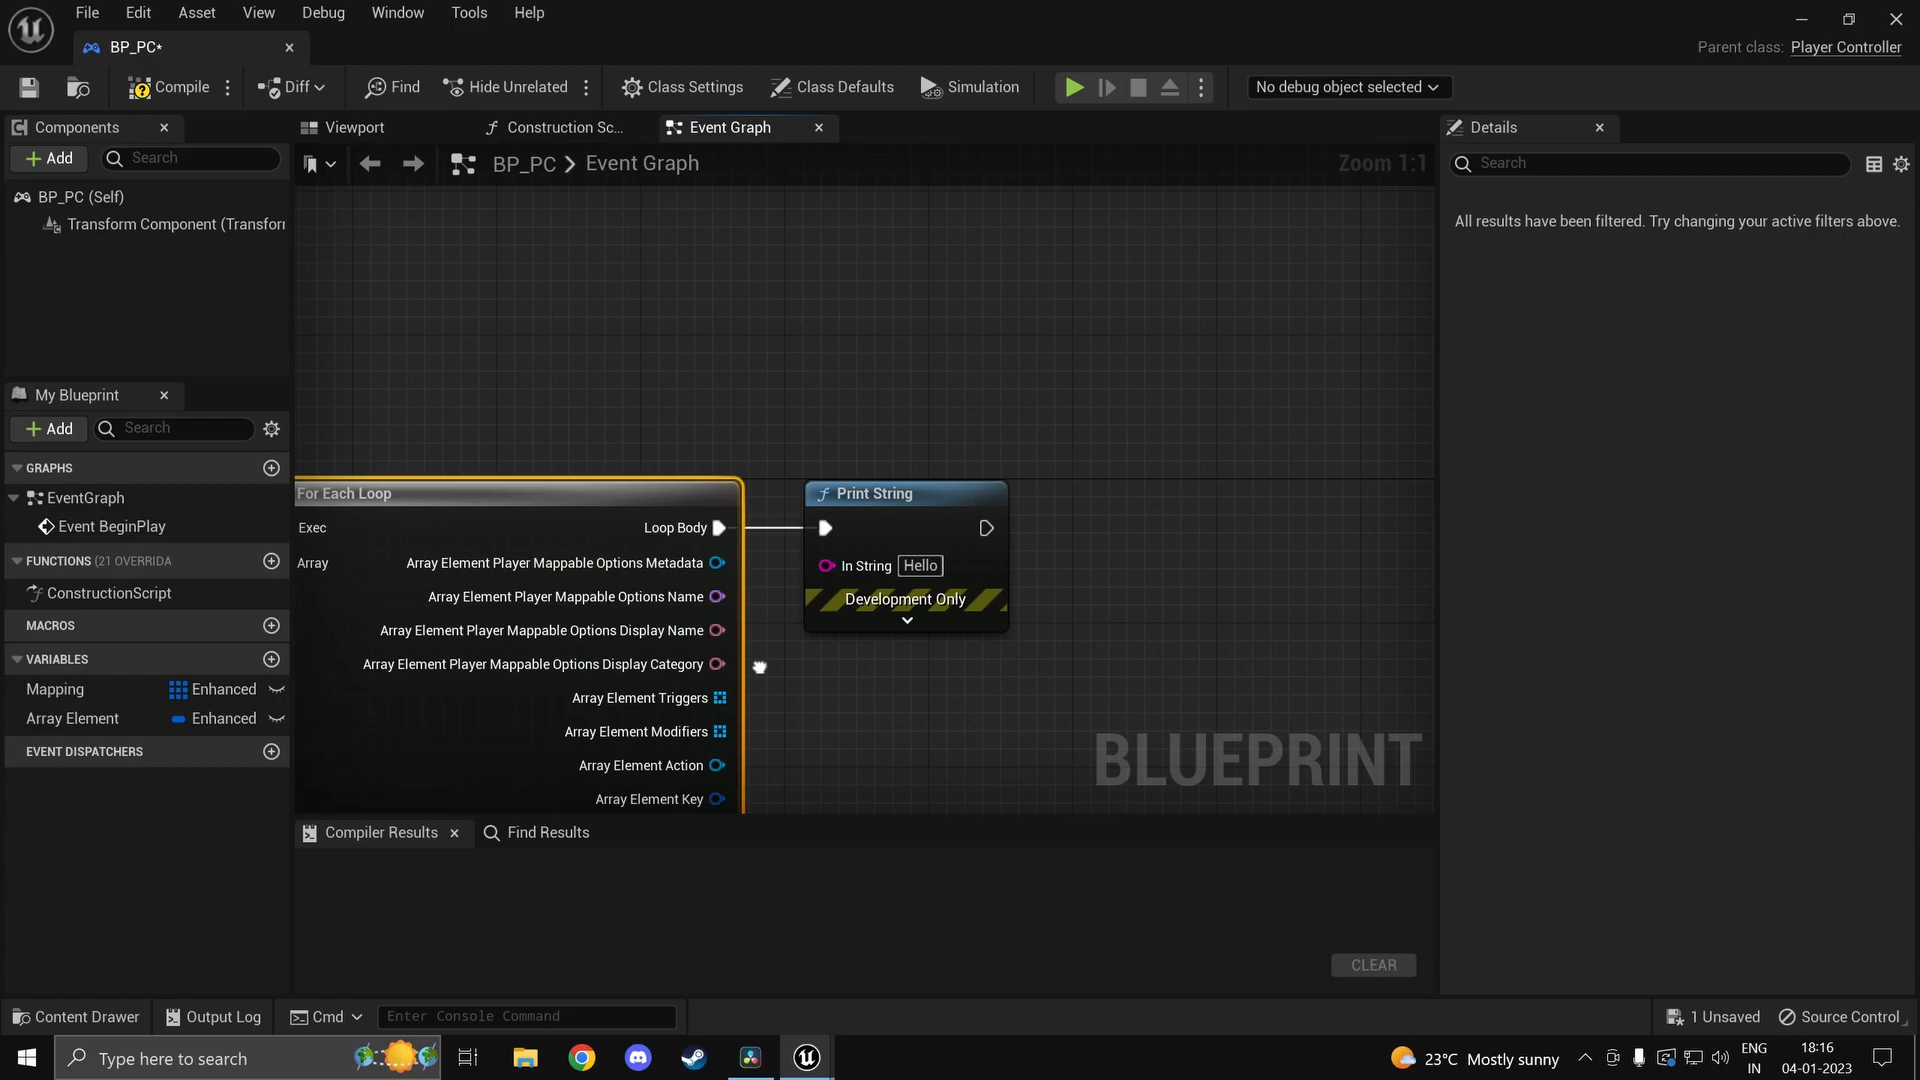 File Edit Asset View Debug Window Tools Help
BP_PC*
Parent class: Player Controller
Compile Diff Find Hide Unrelated Class Settings Class Defaults Simulation No debug object selected
Components Viewport Construction Sc... Event Graph Details
Add Search BP_PC Event Graph Zoom 1:1 Search
BP_PC (Self)
Transform Component (Transfor
All results have been filtered. Try changing your active filters above.
My Blueprint
Add Search
GRAPHS
EventGraph
Event BeginPlay
FUNCTIONS (21 OVERRIDA
ConstructionScript
MACROS
VARIABLES
Mapping Enhanced
Array Element Enhanced
EVENT DISPATCHERS
For Each Loop
Exec Loop Body
Array Array Element Player Mappable Options Metadata
Array Element Player Mappable Options Name
Array Element Player Mappable Options Display Name
Array Element Player Mappable Options Display Category
Array Element Triggers
Array Element Modifiers
Array Element Action
Array Element Key
Print String
In String Hello
Development Only
BLUEPRINT
Compiler Results Find Results
CLEAR
Content Drawer Output Log Cmd Enter Console Command 1 Unsaved Source Control
Type here to search 23°C Mostly sunny ENG IN 18:16 04-01-2023